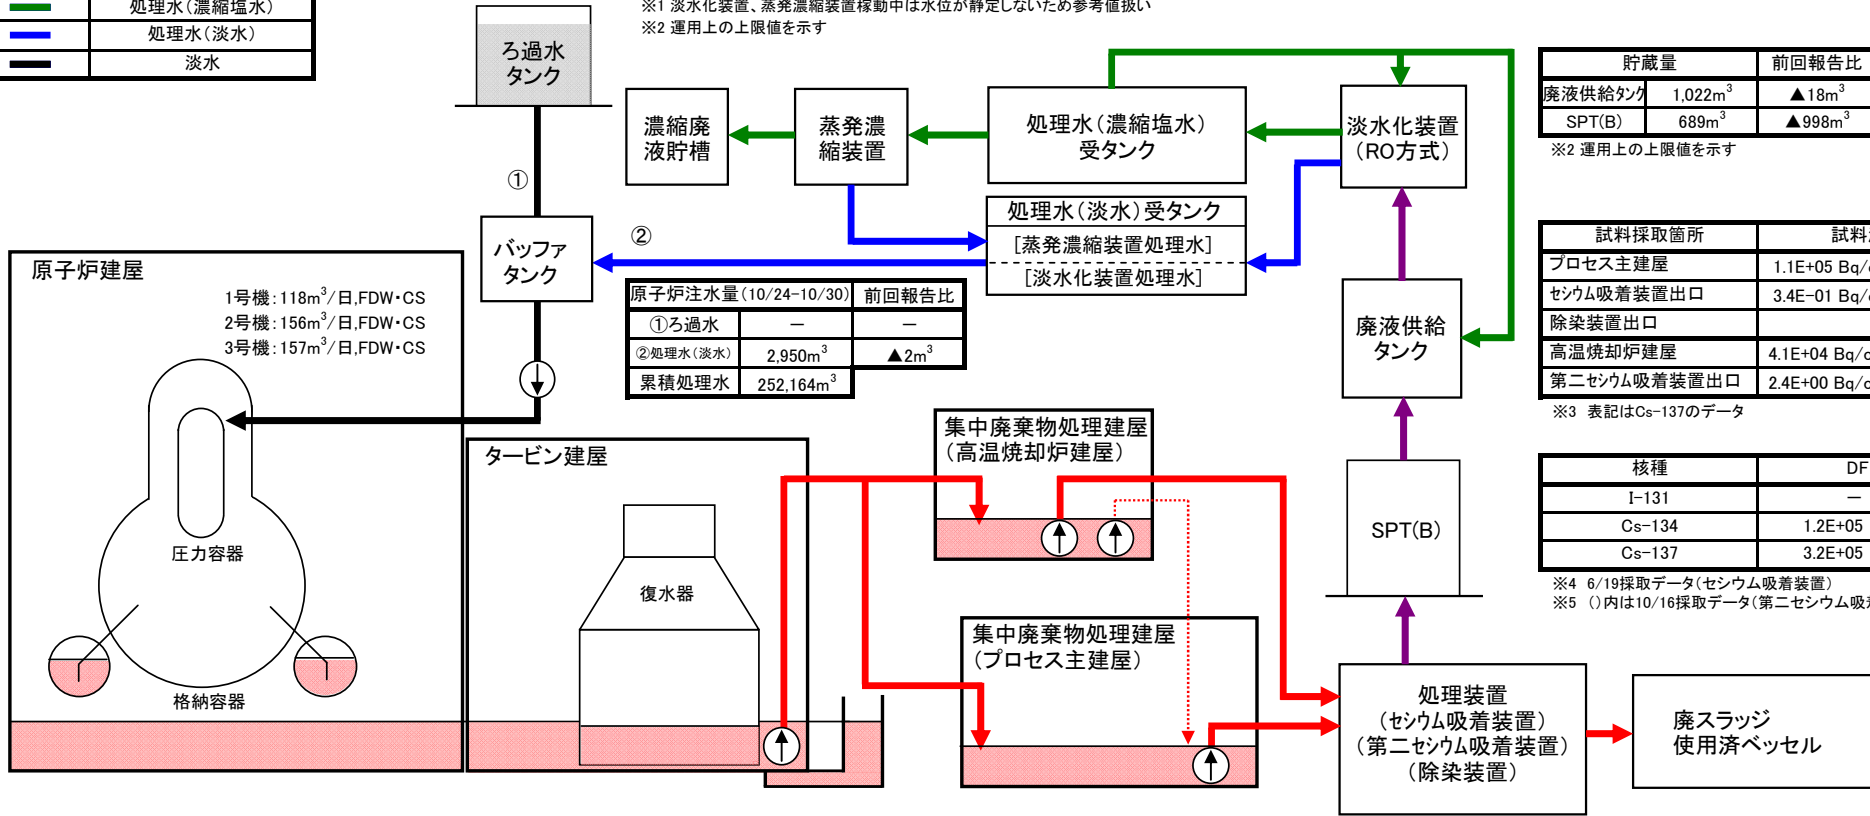 処理水(濃縮塩水)
処理水(淡水)
淡水
※1 淡水化装置、蒸発濃縮装置稼動中は水位が静定しないため参考値扱い
※2 運用上の上限値を示す
ろ過水
タンク
濃縮廃
液貯槽
蒸発濃
縮装置
処理水(濃縮塩水)
受タンク
淡水化装置
(RO方式)
貯蔵量 前回報告比
廃液供給タンク 1,022m³ ▲18m³
SPT(B) 689m³ ▲998m³
※2 運用上の上限値を示す
①
バッファ
タンク
②
処理水(淡水)受タンク
[蒸発濃縮装置処理水]
[淡水化装置処理水]
原子炉建屋
1号機:118m³/日,FDW・CS
2号機:156m³/日,FDW・CS
3号機:157m³/日,FDW・CS
原子炉注水量(10/24-10/30) 前回報告比
①ろ過水 － －
②処理水(淡水) 2,950m³ ▲2m³
累積処理水 252,164m³
廃液供給
タンク
試料採取箇所 試料
プロセス主建屋 1.1E+05 Bq/
セシウム吸着装置出口 3.4E-01 Bq/
除染装置出口
高温焼却炉建屋 4.1E+04 Bq/
第二セシウム吸着装置出口 2.4E+00 Bq/
※3 表記はCs-137のデータ
圧力容器
格納容器
タービン建屋
復水器
集中廃棄物処理建屋
(高温焼却炉建屋)
集中廃棄物処理建屋
(プロセス主建屋)
SPT(B)
核種 DF
I-131 －
Cs-134 1.2E+05
Cs-137 3.2E+05
※4 6/19採取データ(セシウム吸着装置)
※5 ()内は10/16採取データ(第二セシウム吸
処理装置
(セシウム吸着装置)
(第二セシウム吸着装置)
(除染装置)
廃スラッジ
使用済ベッセル